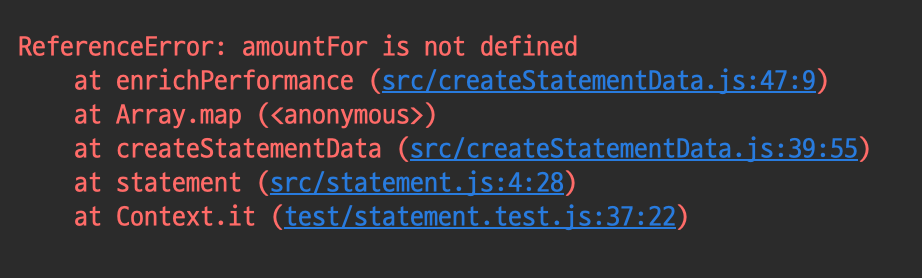 ReferenceError: amountFor is not defined
at enrichPerformance (src/createStatementData.js:47:9)
at Array.map (<anonymous>)
at createStatementData (src/createStatementData.js:39:55)
at statement (src/statement.js:4:28)
at Context.it (test/statement.test.js:37:22)